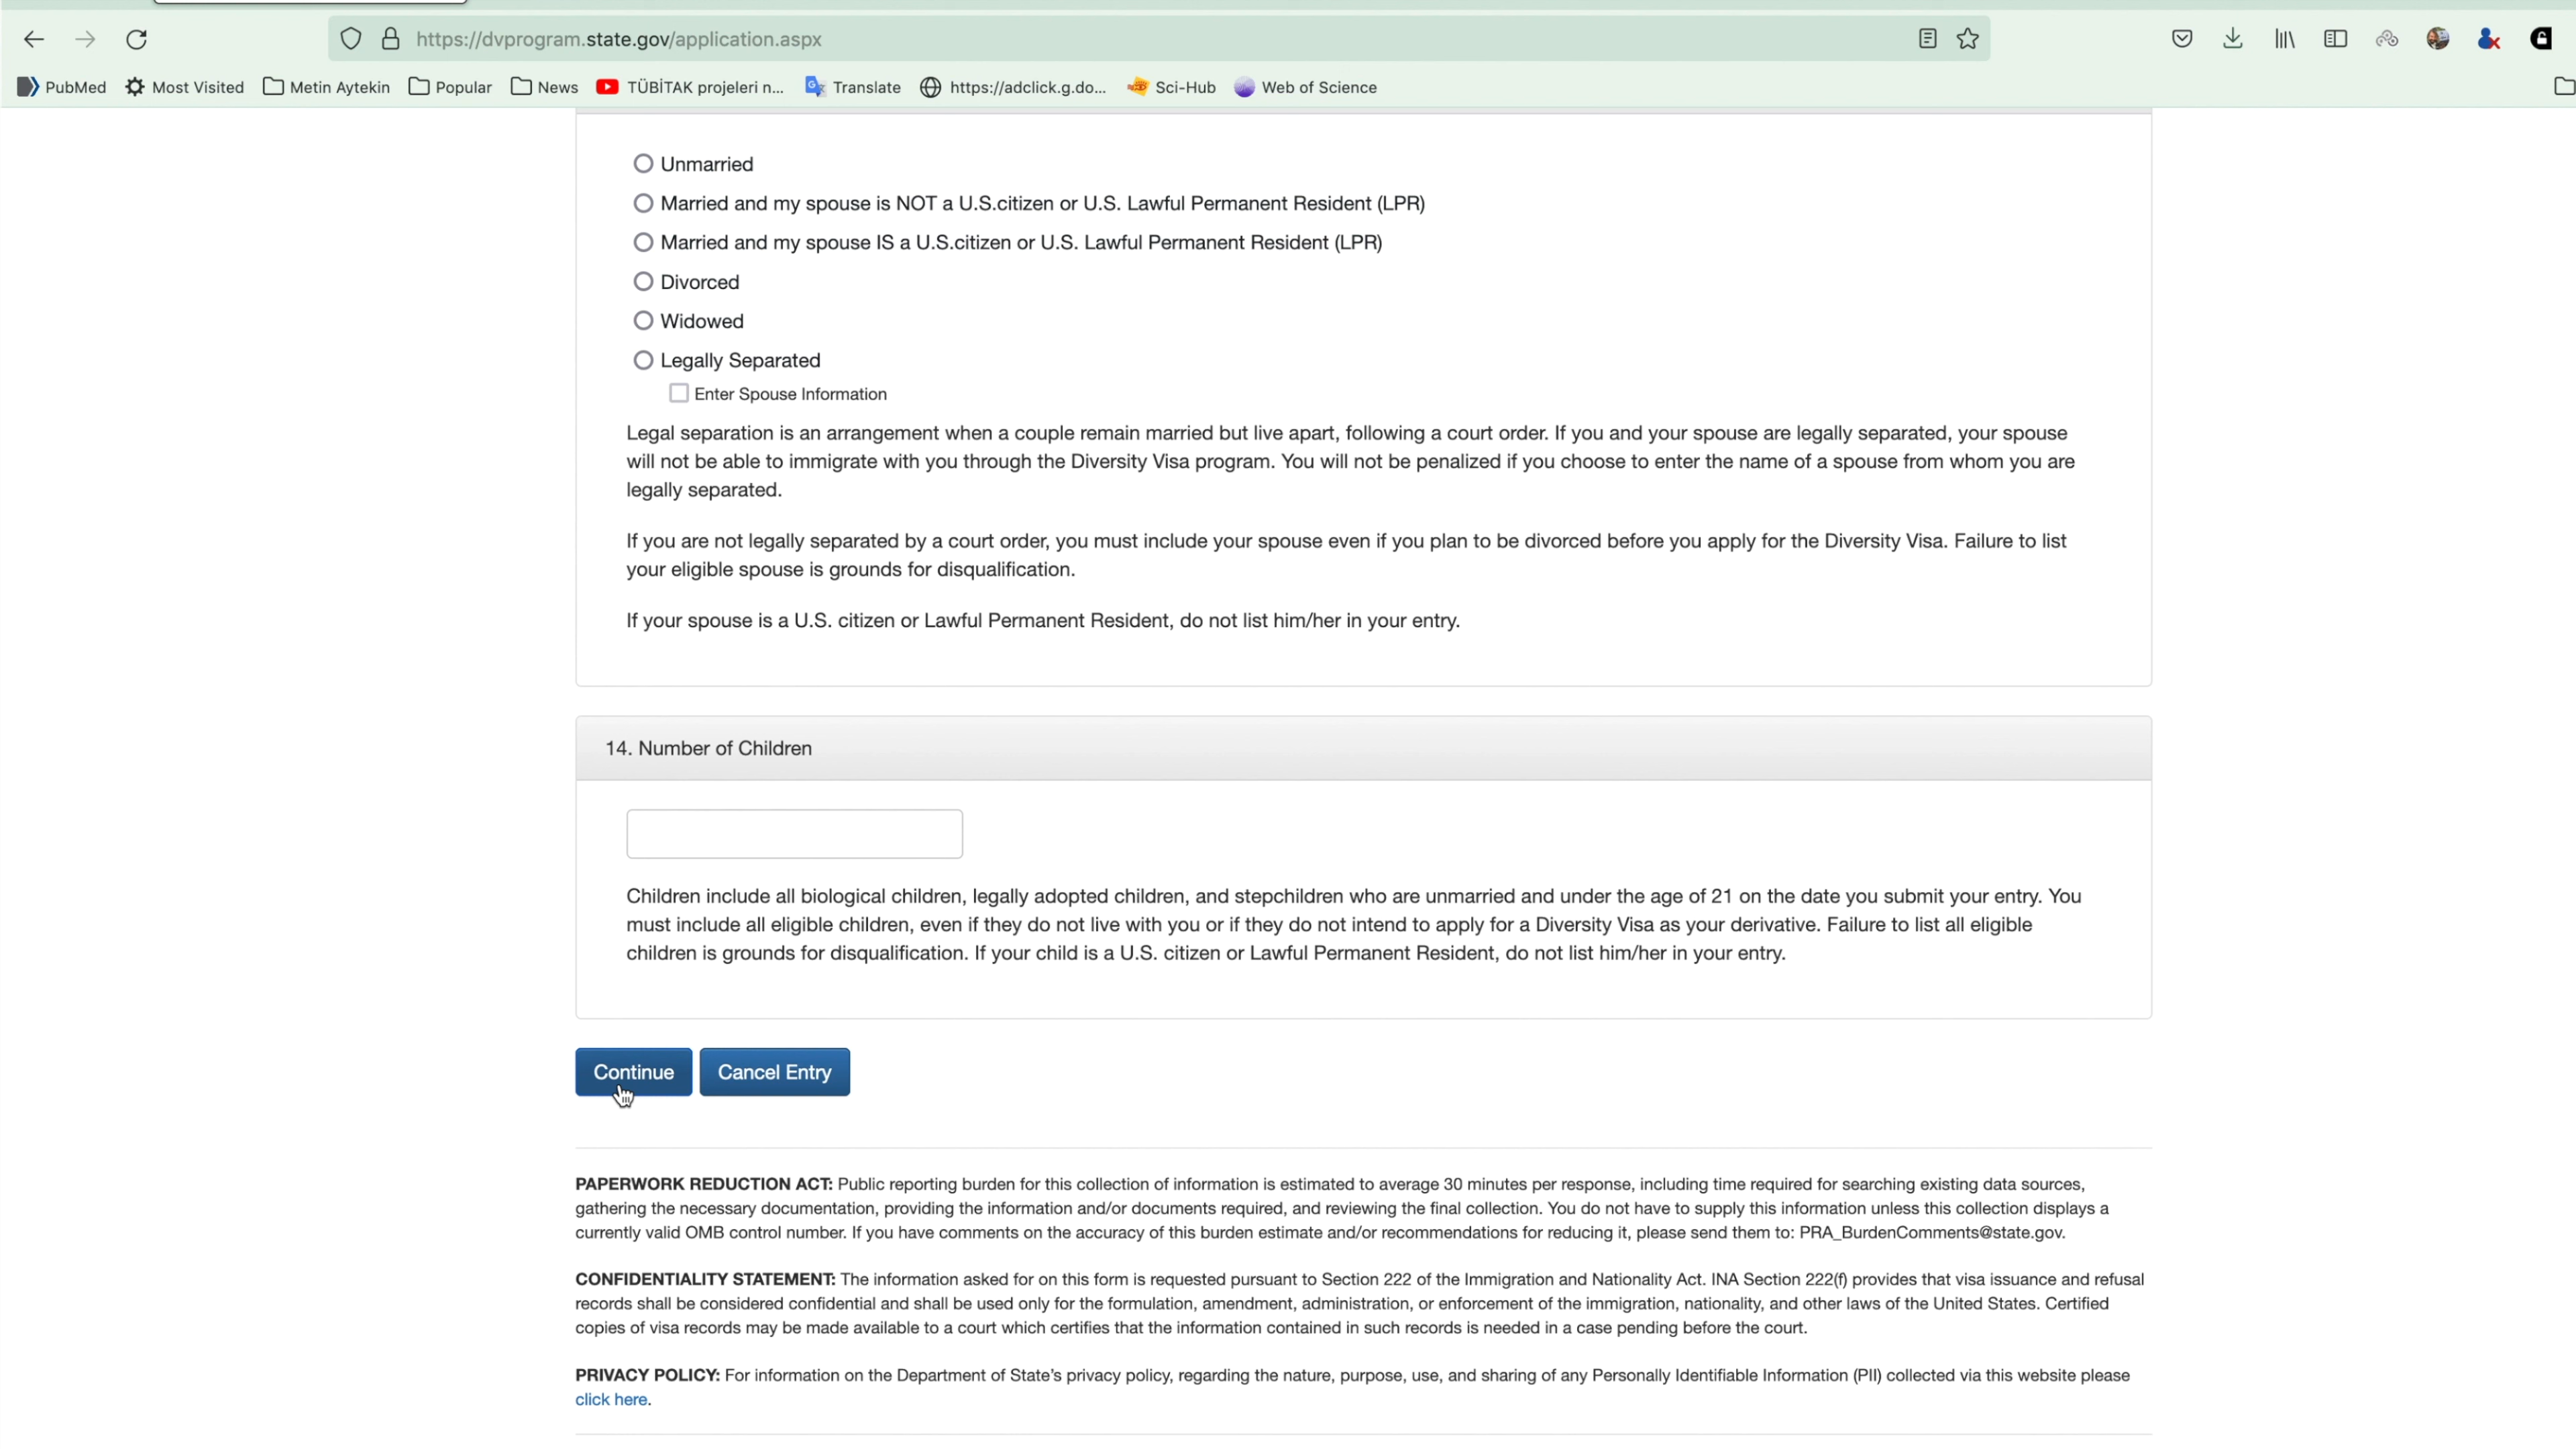 https://dvprogram.state.gov/application.aspx
PubMed Most Visited Metin Aytekin Popular News TÜBİTAK projeleri n... Translate https://adclick.g.do... Sci-Hub Web of Science
Unmarried
Married and my spouse is NOT a U.S.citizen or U.S. Lawful Permanent Resident (LPR)
Married and my spouse IS a U.S.citizen or U.S. Lawful Permanent Resident (LPR)
Divorced
Widowed
Legally Separated
Enter Spouse Information
Legal separation is an arrangement when a couple remain married but live apart, following a court order. If you and your spouse are legally separated, your spouse
will not be able to immigrate with you through the Diversity Visa program. You will not be penalized if you choose to enter the name of a spouse from whom you are
legally separated.
If you are not legally separated by a court order, you must include your spouse even if you plan to be divorced before you apply for the Diversity Visa. Failure to list
your eligible spouse is grounds for disqualification.
If your spouse is a U.S. citizen or Lawful Permanent Resident, do not list him/her in your entry.
14. Number of Children
Children include all biological children, legally adopted children, and stepchildren who are unmarried and under the age of 21 on the date you submit your entry. You
must include all eligible children, even if they do not live with you or if they do not intend to apply for a Diversity Visa as your derivative. Failure to list all eligible
children is grounds for disqualification. If your child is a U.S. citizen or Lawful Permanent Resident, do not list him/her in your entry.
Continue Cancel Entry
PAPERWORK REDUCTION ACT: Public reporting burden for this collection of information is estimated to average 30 minutes per response, including time required for searching existing data sources,
gathering the necessary documentation, providing the information and/or documents required, and reviewing the final collection. You do not have to supply this information unless this collection displays a
currently valid OMB control number. If you have comments on the accuracy of this burden estimate and/or recommendations for reducing it, please send them to: PRA_BurdenComments@state.gov.
CONFIDENTIALITY STATEMENT: The information asked for on this form is requested pursuant to Section 222 of the Immigration and Nationality Act. INA Section 222(f) provides that visa issuance and refusal
records shall be considered confidential and shall be used only for the formulation, amendment, administration, or enforcement of the immigration, nationality, and other laws of the United States. Certified
copies of visa records may be made available to a court which certifies that the information contained in such records is needed in a case pending before the court.
PRIVACY POLICY: For information on the Department of State's privacy policy, regarding the nature, purpose, use, and sharing of any Personally Identifiable Information (PII) collected via this website please
click here.